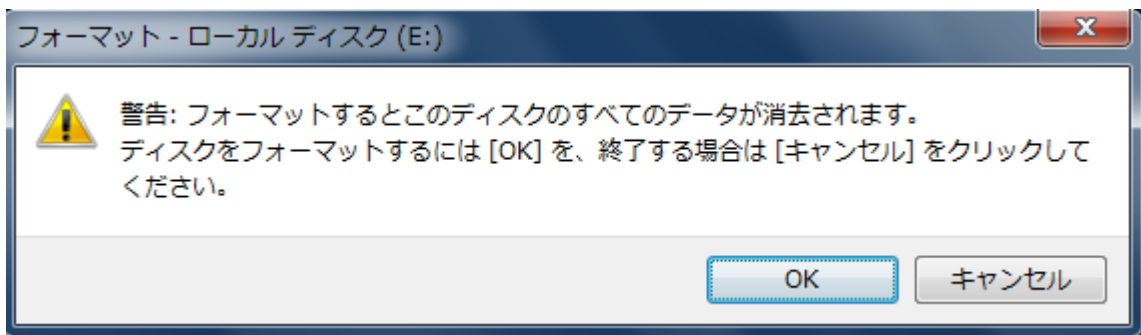 フォーマット - ローカル ディスク (E:)
警告: フォーマットするとこのディスクのすべてのデータが消去されます。
ディスクをフォーマットするには [OK] を、終了する場合は [キャンセル] をクリックして
ください。
OK キャンセル